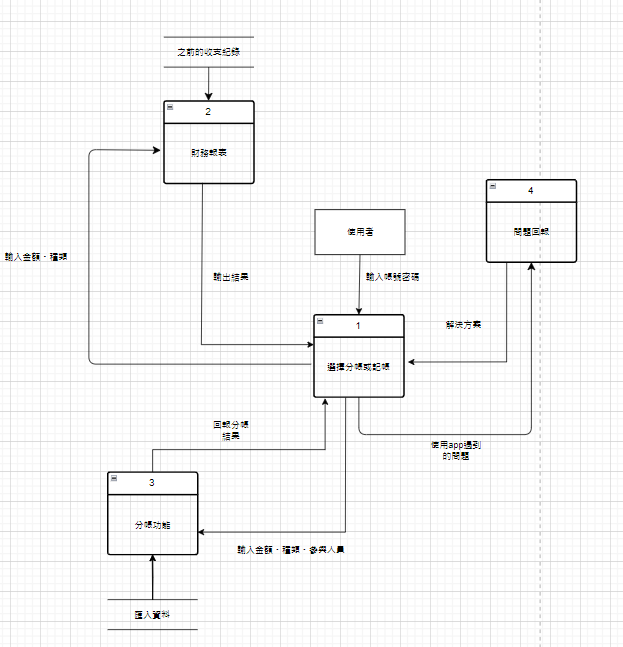 之前的收支記錄
2
財務報表
4
問題回報
使用者
輸入金額、種類
輸出結果
輸入帳號密碼
1
選擇分帳或記帳
解決方案
回報分帳
結果
使用app遇到
的問題
3
分帳功能
輸入金額、種類、參與人員
匯入資料